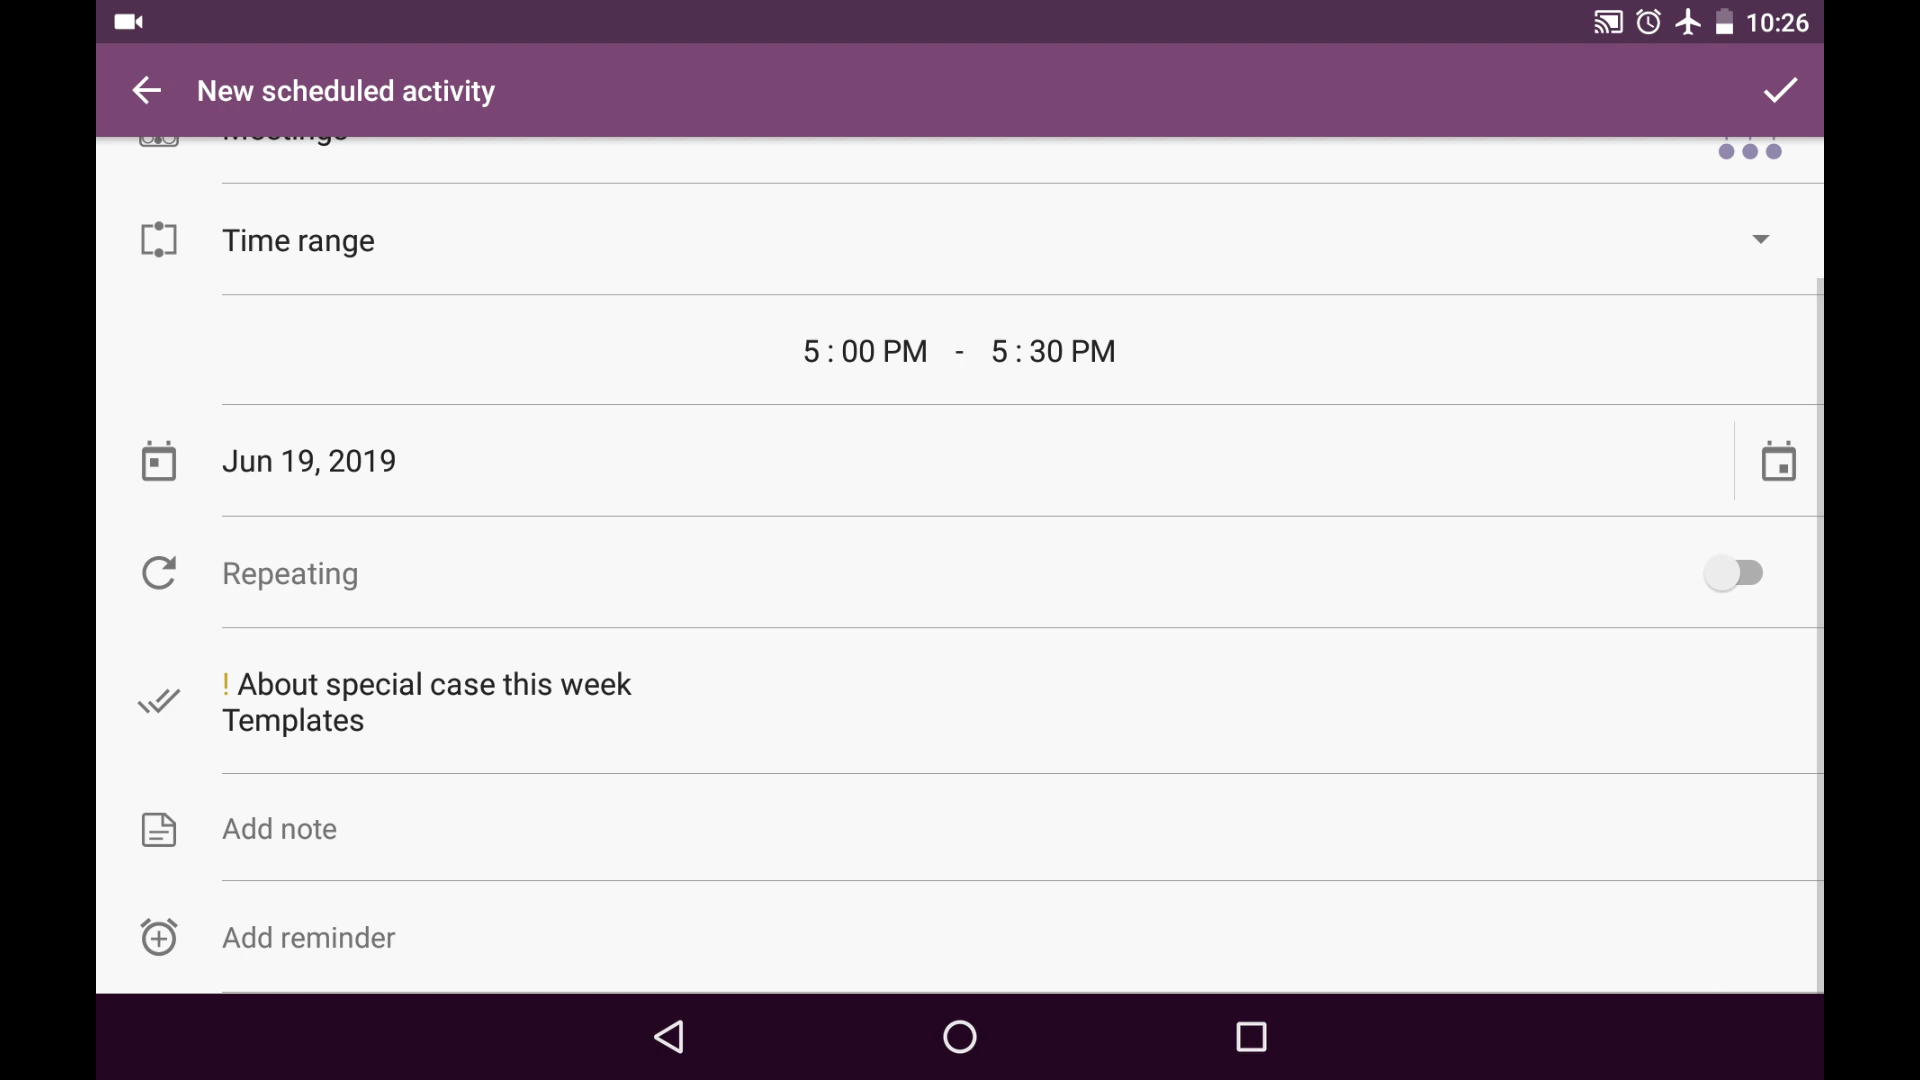 10:26
New scheduled activity
Meetings
Time range
5 : 00 PM - 5 : 30 PM
Jun 19, 2019
Repeating
! About special case this week
Templates
Add note
Add reminder